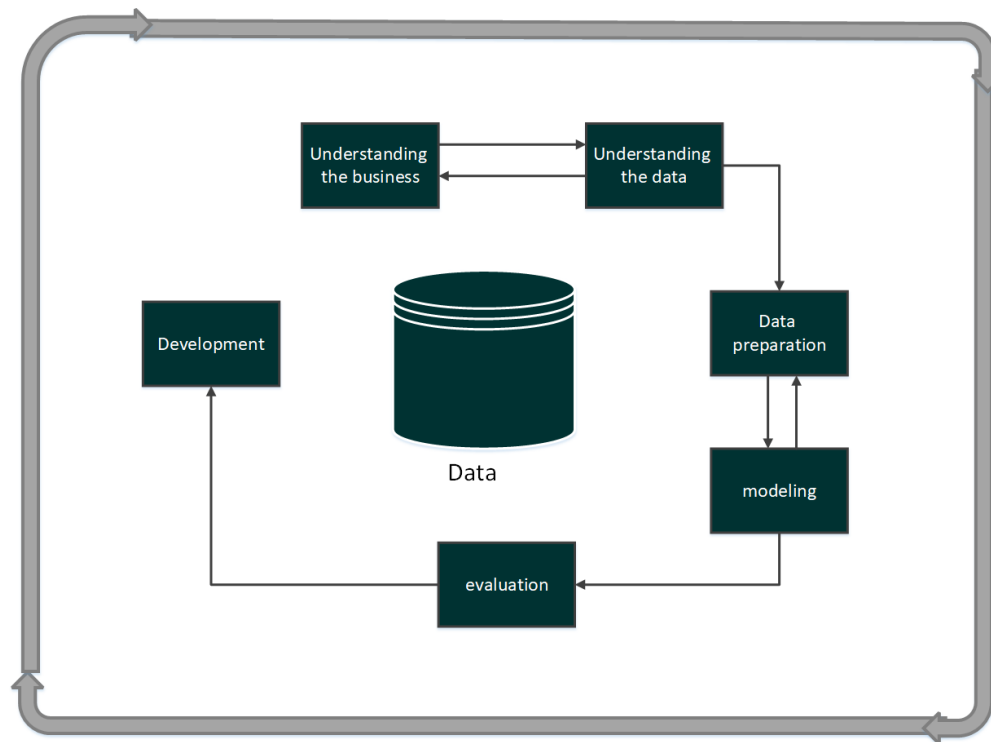 Understanding
the business
Understanding
the data
Development
Data
preparation
Data
modeling
evaluation